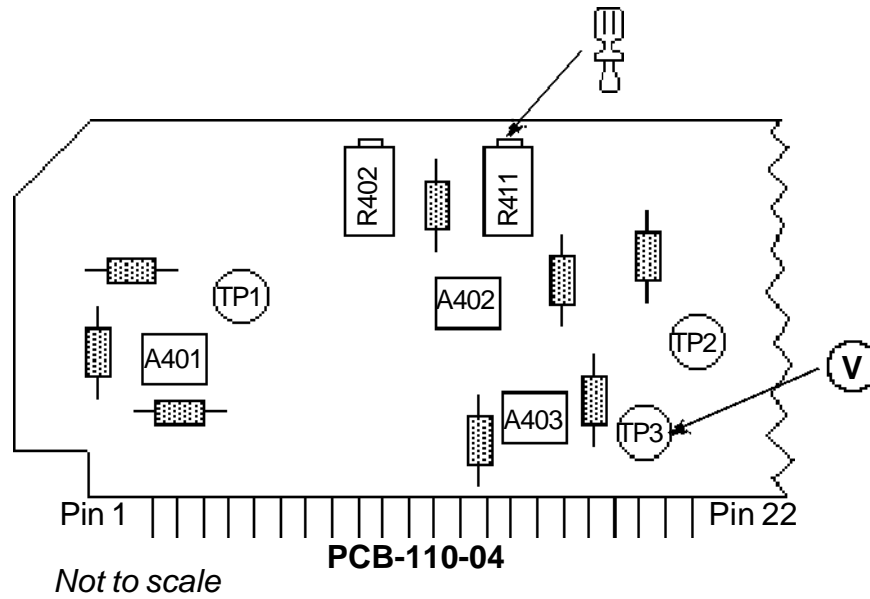 R402
R411
TP1
A402
TP2
A401
V
A403
TP3
Pin 1
Pin 22
PCB-110-04
Not to scale